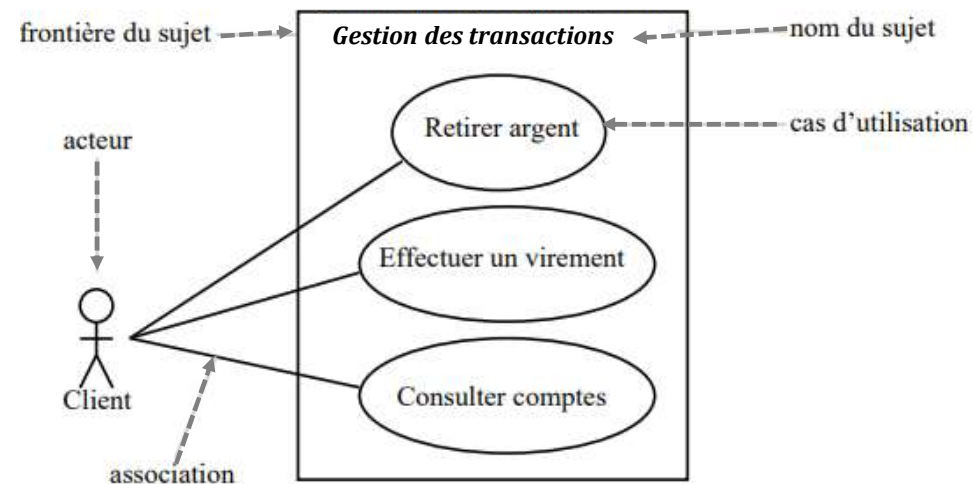 frontière du sujet
Gestion des transactions
nom du sujet
Retirer argent
cas d'utilisation
acteur
Effectuer un virement
Client
Consulter comptes
association